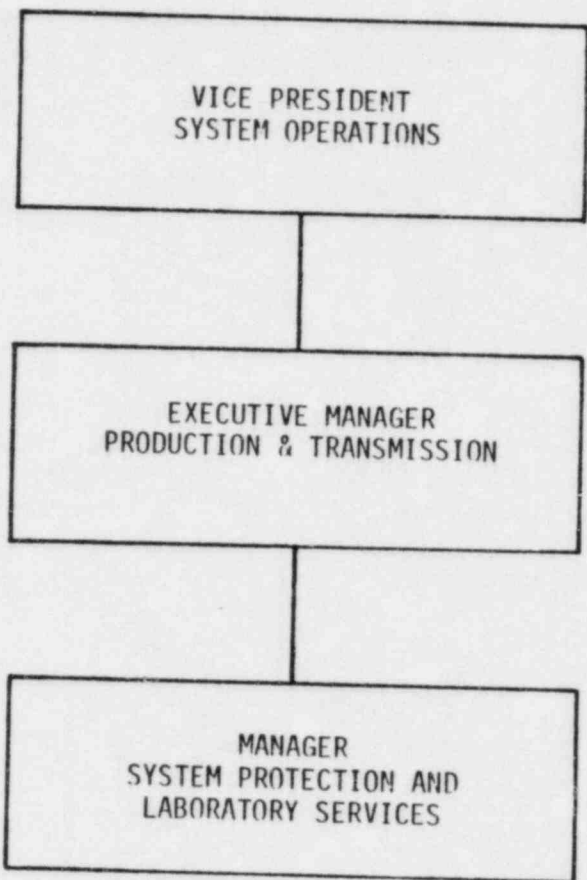 VICE PRESIDENT
SYSTEM OPERATIONS
EXECUTIVE MANAGER
PRODUCTION & TRANSMISSION
MANAGER
SYSTEM PROTECTION AND
LABORATORY SERVICES